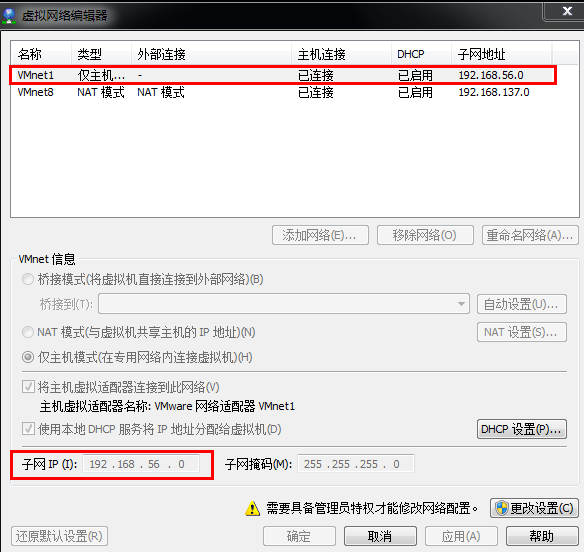 虚拟网络编辑器
名称 类型 外部连接 主机连接 DHCP 子网地址
VMnet1 仅主机... - 已连接 已启用 192.168.56.0
VMnet8 NAT 模式 NAT 模式 已连接 已启用 192.168.137.0
添加网络(E)... 移除网络(O) 重命名网络(A)...
VMnet 信息
桥接模式(将虚拟机直接连接到外部网络)(B)
桥接到(T): 自动设置(U)...
NAT 模式(与虚拟机共享主机的 IP 地址)(N) NAT 设置(S)...
仅主机模式(在专用网络内连接虚拟机)(H)
将主机虚拟适配器连接到此网络(V)
主机虚拟适配器名称: VMware 网络适配器 VMnet1
使用本地 DHCP 服务将 IP 地址分配给虚拟机(D) DHCP 设置(P)...
子网 IP (I): 192 . 168 . 56 . 0 子网掩码(M): 255 . 255 . 255 . 0
需要具备管理员特权才能修改网络配置。 更改设置(C)
还原默认设置(R) 确定 取消 应用(A) 帮助